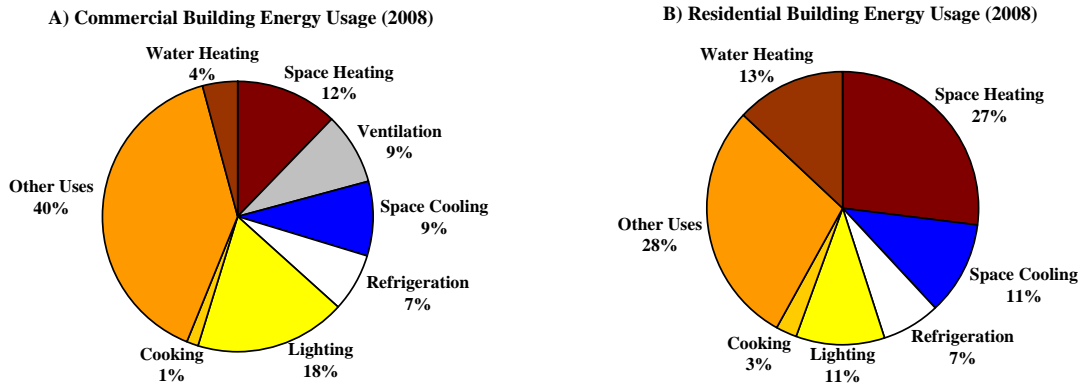 A) Commercial Building Energy Usage (2008)
Water Heating
4%
Space Heating
12%
Ventilation
9%
Space Cooling
9%
Refrigeration
7%
Lighting
18%
Cooking
1%
Other Uses
40%
B) Residential Building Energy Usage (2008)
Water Heating
13%
Space Heating
27%
Space Cooling
11%
Refrigeration
7%
Lighting
11%
Cooking
3%
Other Uses
28%